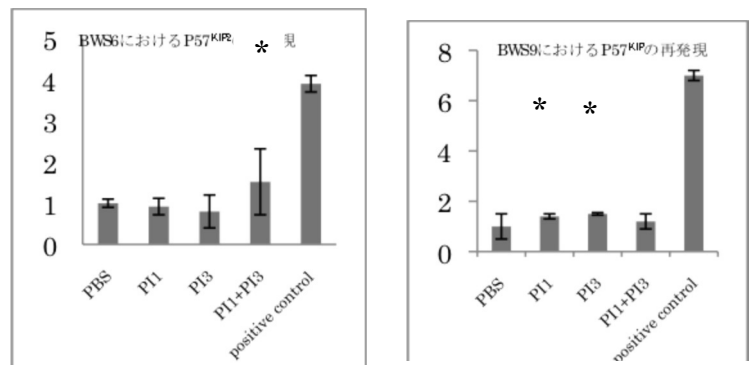 BWS6におけるP57KIP2の 現
*
5
4
3
2
1
0
PBS
PI1
PI3
PI1+PI3
positive control
BWS9におけるP57KIPの再発現
* *
8
6
4
2
0
PBS
PI1
PI3
PI1+PI3
positive control